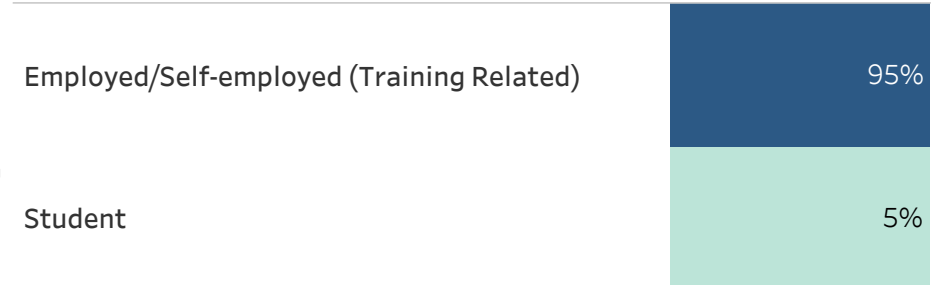 Employed/Self-employed (Training Related) 95%
Student 5%